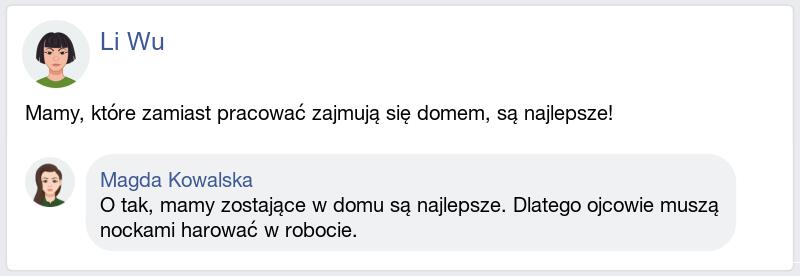 Li Wu
Mamy, które zamiast pracować zajmują się domem, są najlepsze!
Magda Kowalska
O tak, mamy zostające w domu są najlepsze. Dlatego ojcowie muszą
nockami harować w robocie.